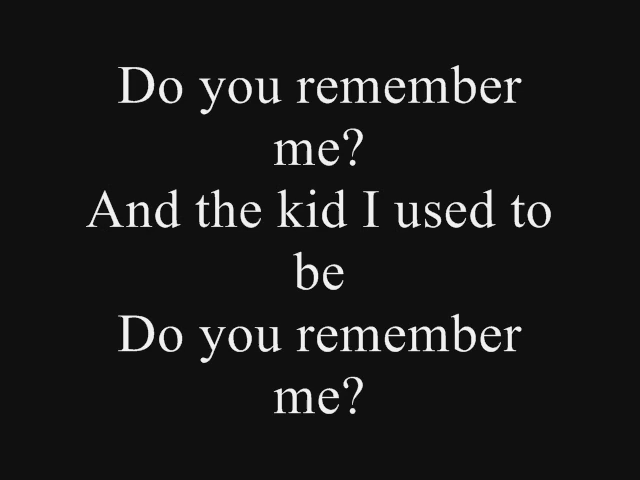 Do you remember
me?
And the kid I used to
be
Do you remember
me?